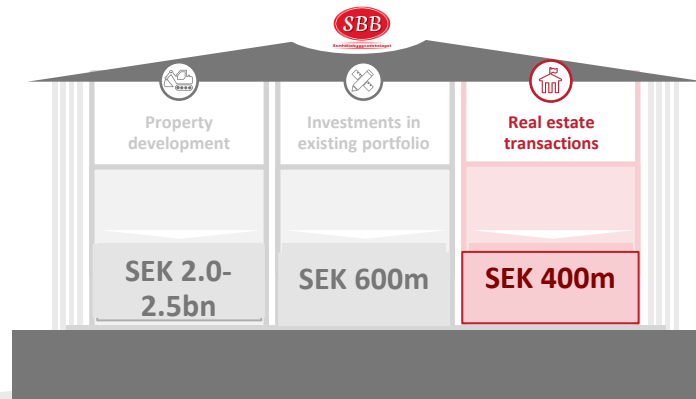 SBB
Samhällsbyggnadsbolaget
Property
development
Investments in
existing portfolio
Real estate
transactions
SEK 2.0-
2.5bn
SEK 600m
SEK 400m